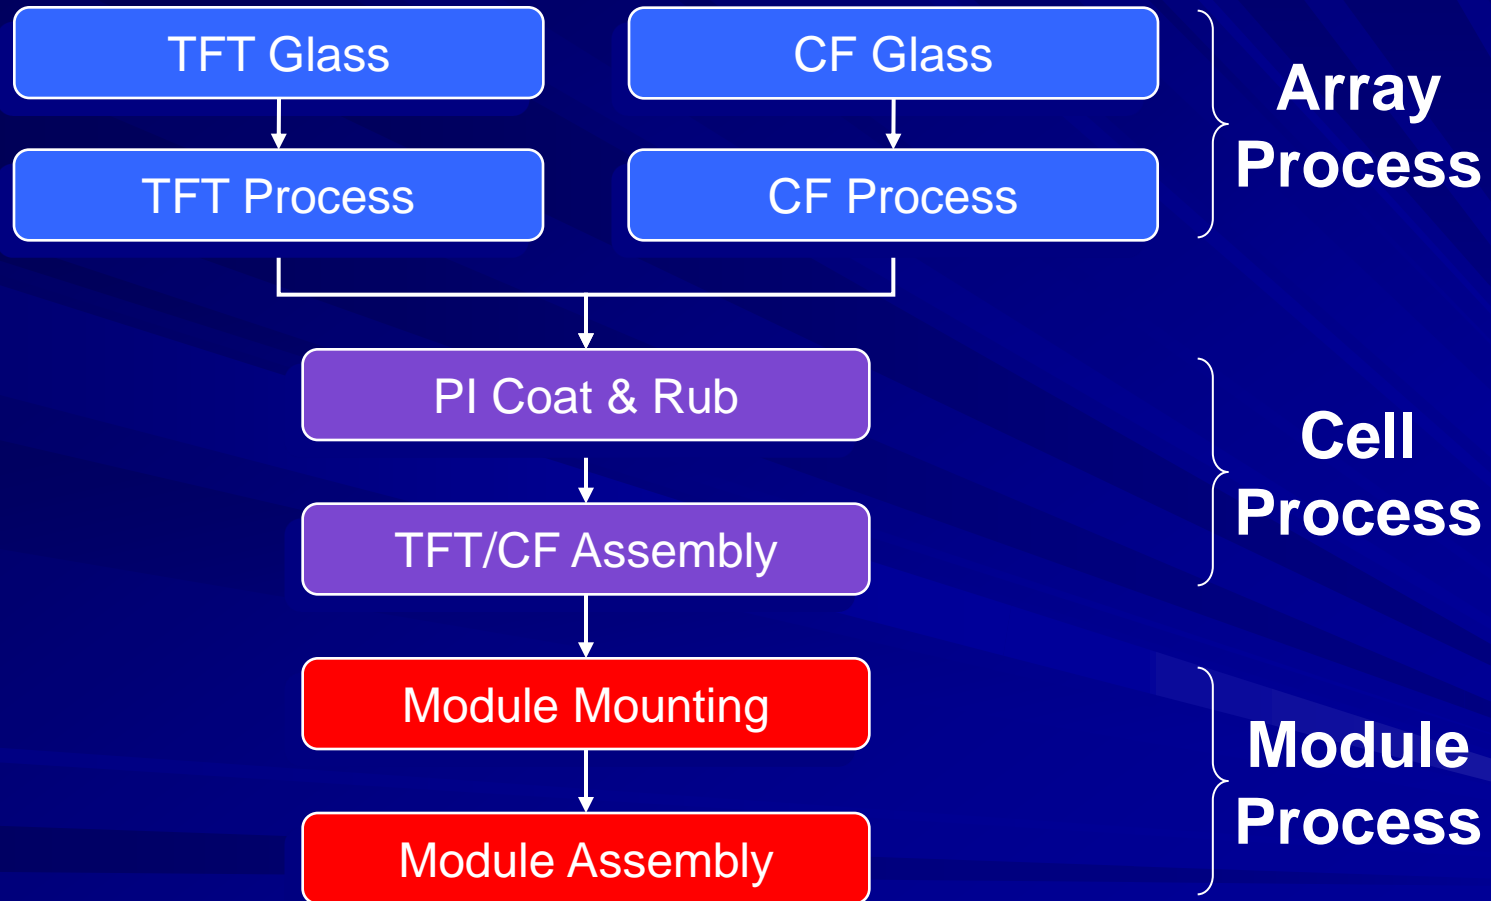 TFT Glass
CF Glass
Array
Process
TFT Process
CF Process
PI Coat & Rub
Cell
Process
TFT/CF Assembly
Module Mounting
Module
Process
Module Assembly